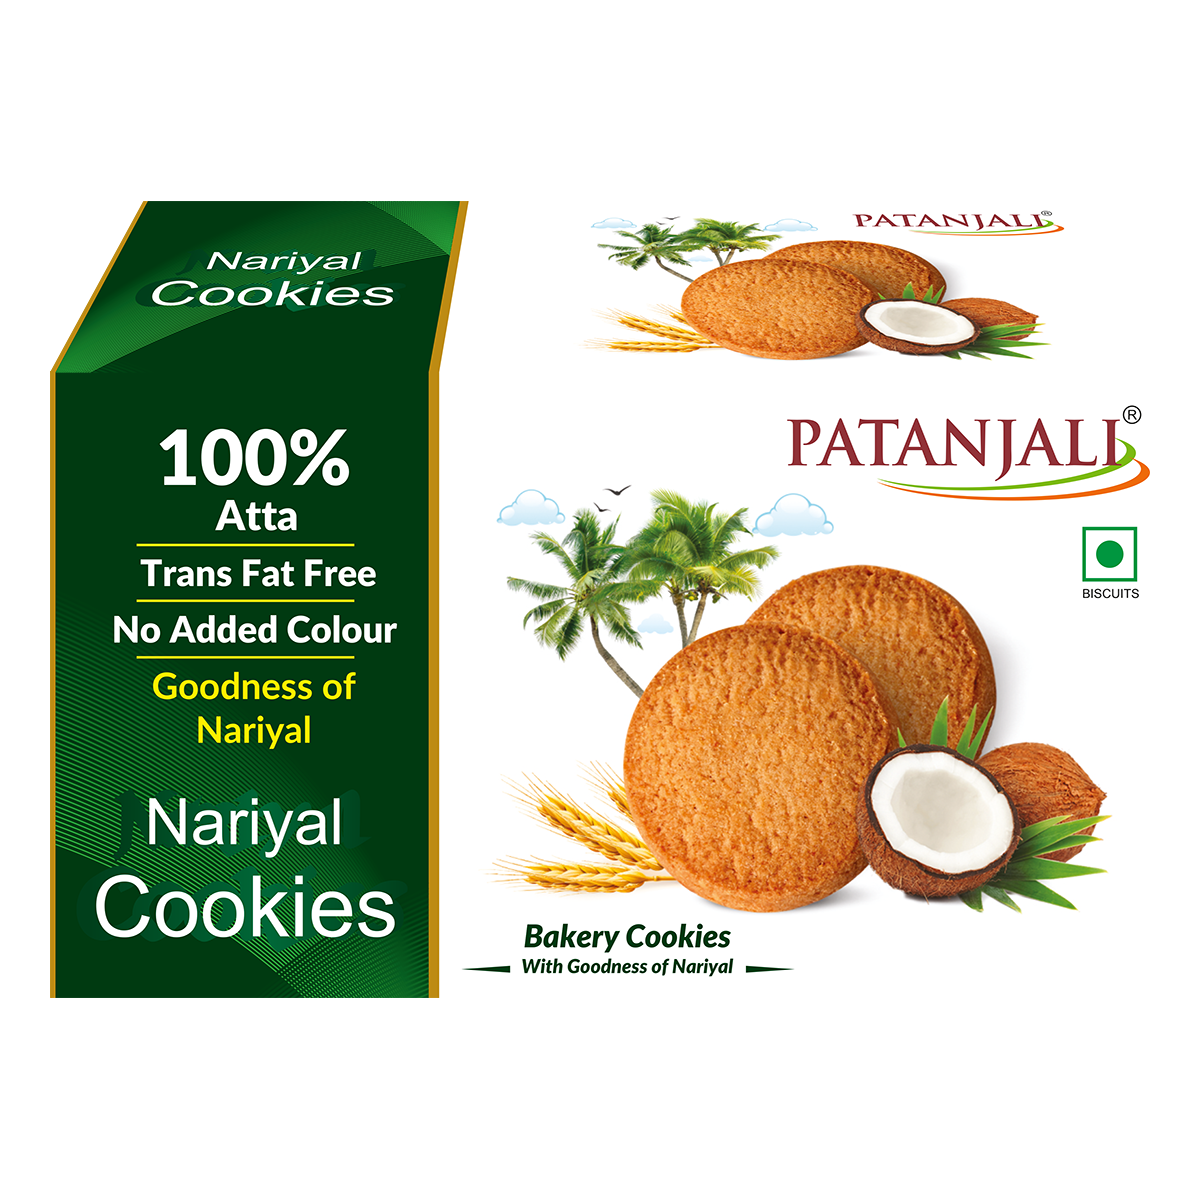 Nariyal
Cookies
PATANJALI®
100%
Atta
Trans Fat Free
No Added Colour
Goodness of
Nariyal
Nariyal
Cookies
PATANJALI®
BISCUITS
Bakery Cookies
With Goodness of Nariyal